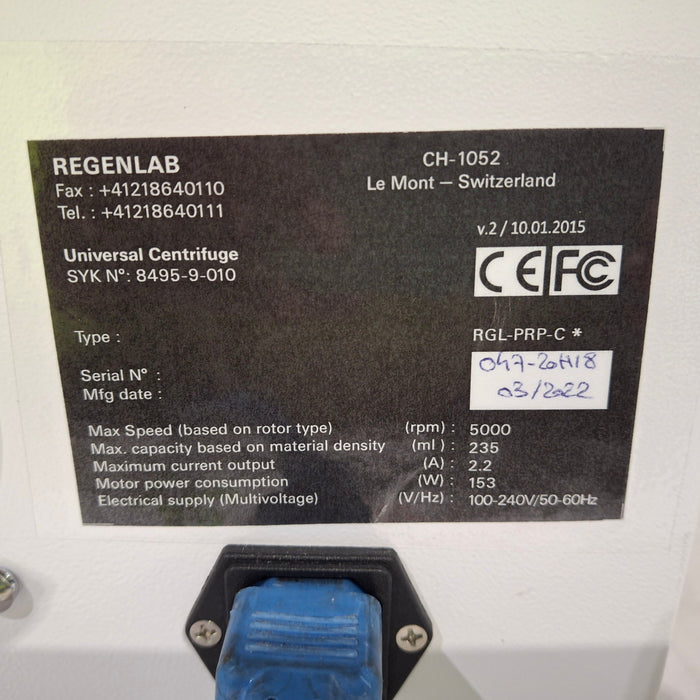 REGENLAB
Fax : +41218640110
Tel. : +41218640111
CH-1052
Le Mont – Switzerland
v.2 / 10.01.2015
Universal Centrifuge
SYK N°: 8495-9-010
CE FCC
Type : RGL-PRP-C *
Serial N° : 047-20H18
Mfg date : 03/2022
Max Speed (based on rotor type) (rpm) : 5000
Max. capacity based on material density (ml) : 235
Maximum current output (A) : 2.2
Motor power consumption (W) : 153
Electrical supply (Multivoltage) (V/Hz) : 100-240V/50-60Hz